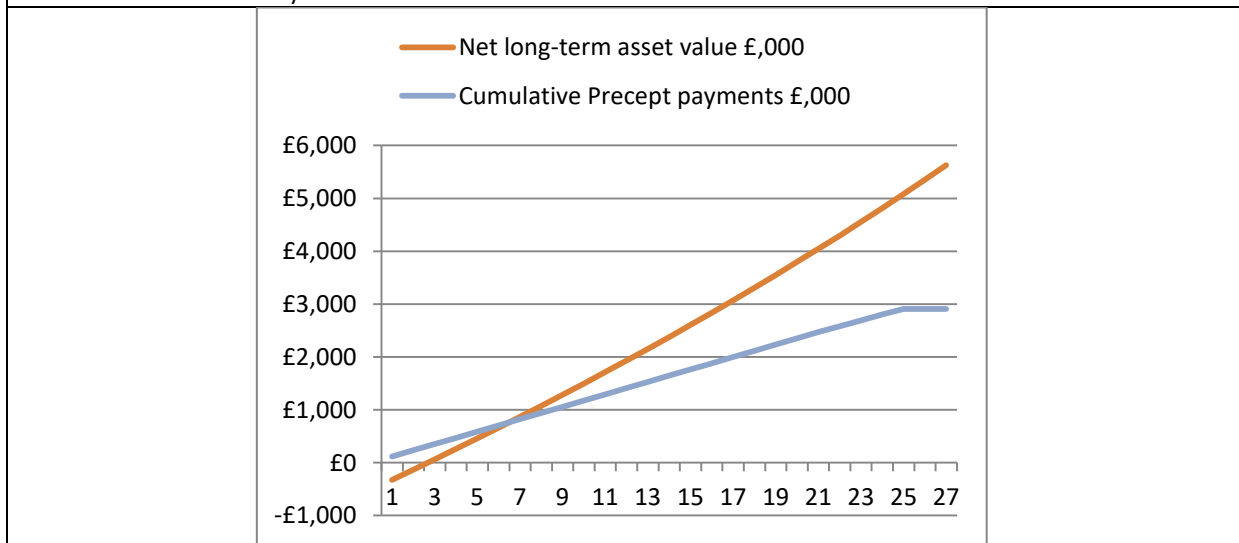 Net long-term asset value £,000
Cumulative Precept payments £,000
£6,000
£5,000
£4,000
£3,000
£2,000
£1,000
£0
-£1,000
1 3 5 7 9 11 13 15 17 19 21 23 25 27